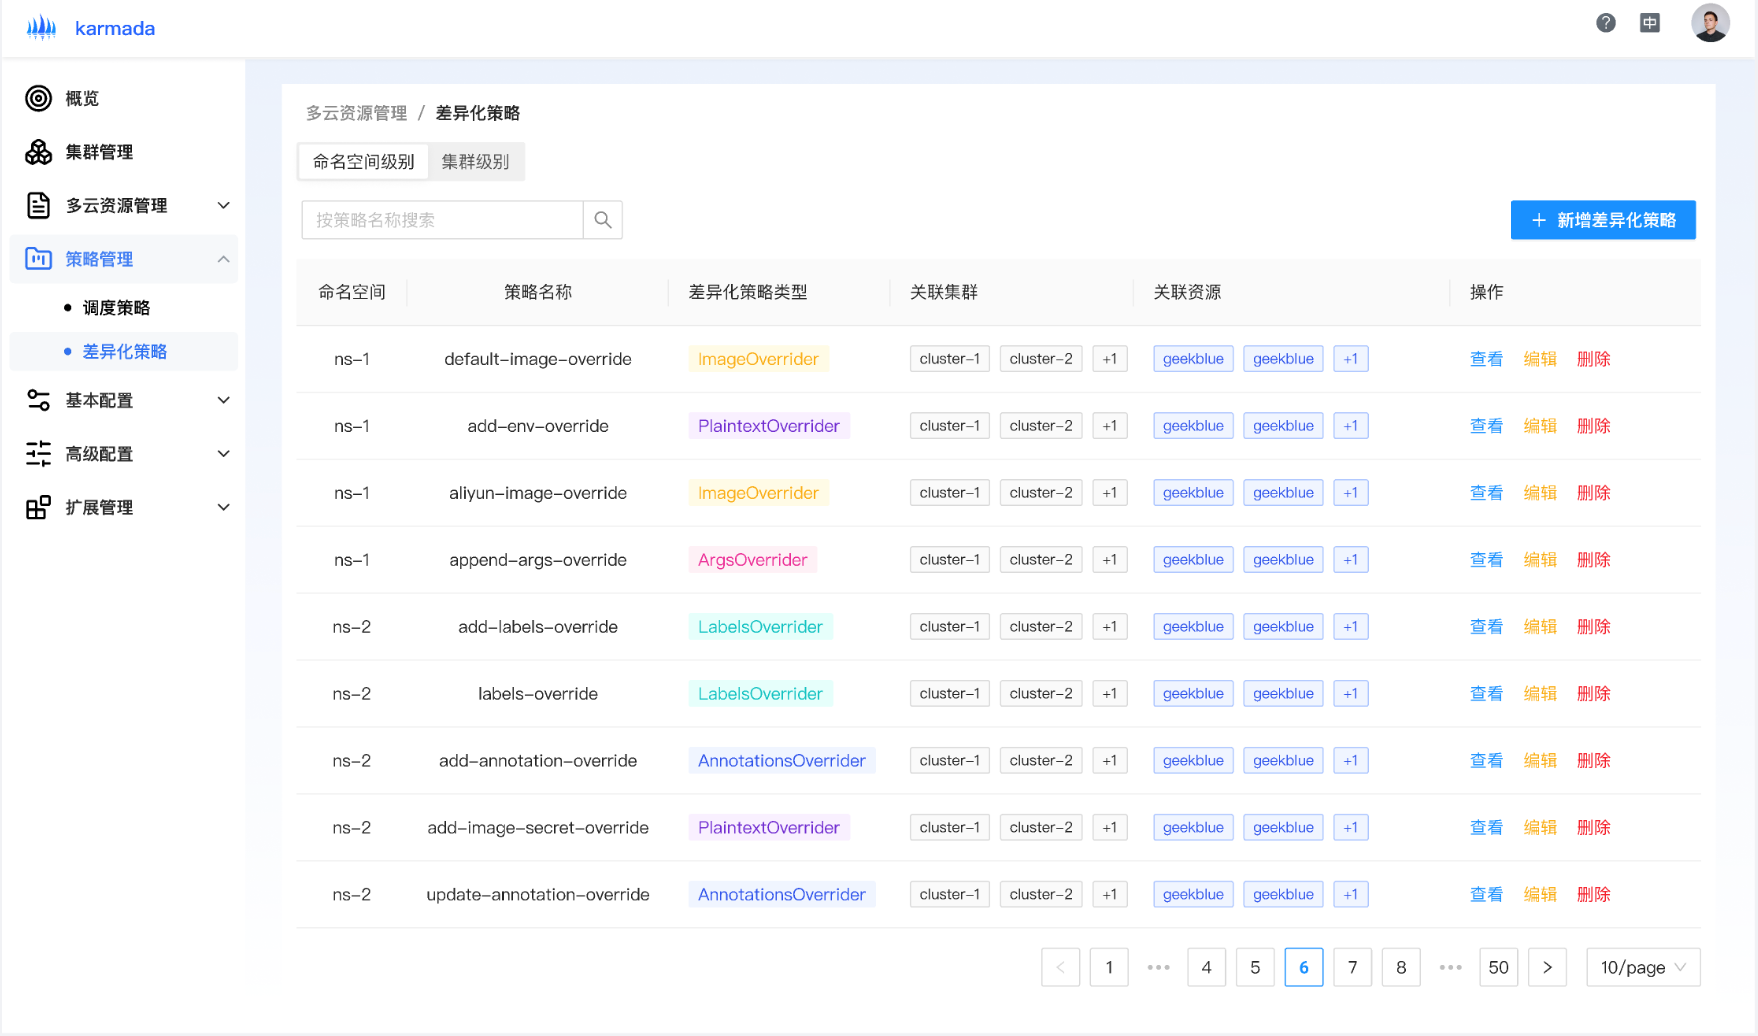 karmada
?
中
概览
集群管理
多云资源管理
策略管理
调度策略
差异化策略
基本配置
高级配置
扩展管理
多云资源管理 / 差异化策略
命名空间级别 集群级别
按策略名称搜索
+ 新增差异化策略
命名空间 策略名称 差异化策略类型 关联集群 关联资源 操作
ns-1 default-image-override ImageOverrider cluster-1 cluster-2 +1 geekblue geekblue +1 查看 编辑 删除
ns-1 add-env-override PlaintextOverrider cluster-1 cluster-2 +1 geekblue geekblue +1 查看 编辑 删除
ns-1 aliyun-image-override ImageOverrider cluster-1 cluster-2 +1 geekblue geekblue +1 查看 编辑 删除
ns-1 append-args-override ArgsOverrider cluster-1 cluster-2 +1 geekblue geekblue +1 查看 编辑 删除
ns-2 add-labels-override LabelsOverrider cluster-1 cluster-2 +1 geekblue geekblue +1 查看 编辑 删除
ns-2 labels-override LabelsOverrider cluster-1 cluster-2 +1 geekblue geekblue +1 查看 编辑 删除
ns-2 add-annotation-override AnnotationsOverrider cluster-1 cluster-2 +1 geekblue geekblue +1 查看 编辑 删除
ns-2 add-image-secret-override PlaintextOverrider cluster-1 cluster-2 +1 geekblue geekblue +1 查看 编辑 删除
ns-2 update-annotation-override AnnotationsOverrider cluster-1 cluster-2 +1 geekblue geekblue +1 查看 编辑 删除
< 1 ••• 4 5 6 7 8 ••• 50 > 10/page